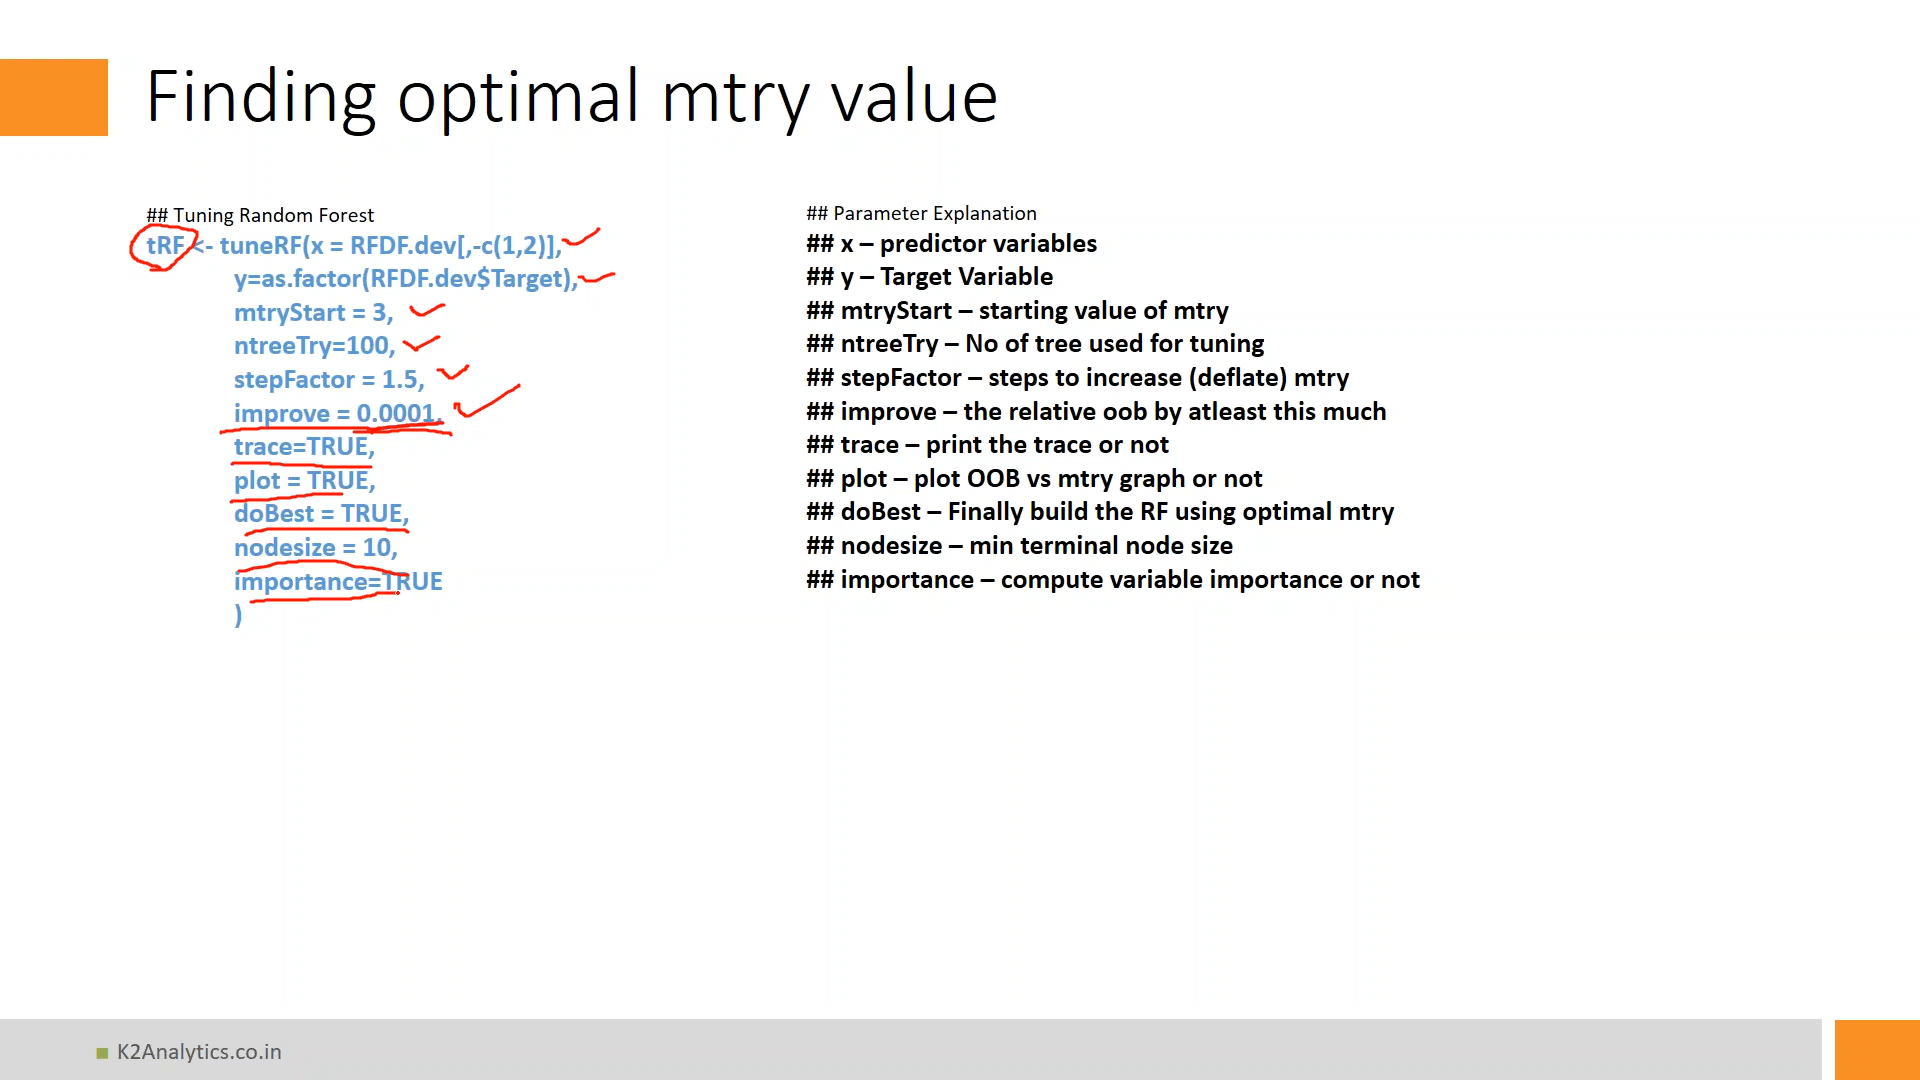 Finding optimal mtry value
## Tuning Random Forest
tRF <- tuneRF(x = RFDF.dev[,-c(1,2)],
y=as.factor(RFDF.dev$Target),
mtryStart = 3,
ntreeTry=100,
stepFactor = 1.5,
improve = 0.0001,
trace=TRUE,
plot = TRUE,
doBest = TRUE,
nodesize = 10,
importance=TRUE
)
## Parameter Explanation
## x – predictor variables
## y – Target Variable
## mtryStart – starting value of mtry
## ntreeTry – No of tree used for tuning
## stepFactor – steps to increase (deflate) mtry
## improve – the relative oob by atleast this much
## trace – print the trace or not
## plot – plot OOB vs mtry graph or not
## doBest – Finally build the RF using optimal mtry
## nodesize – min terminal node size
## importance – compute variable importance or not
K2Analytics.co.in